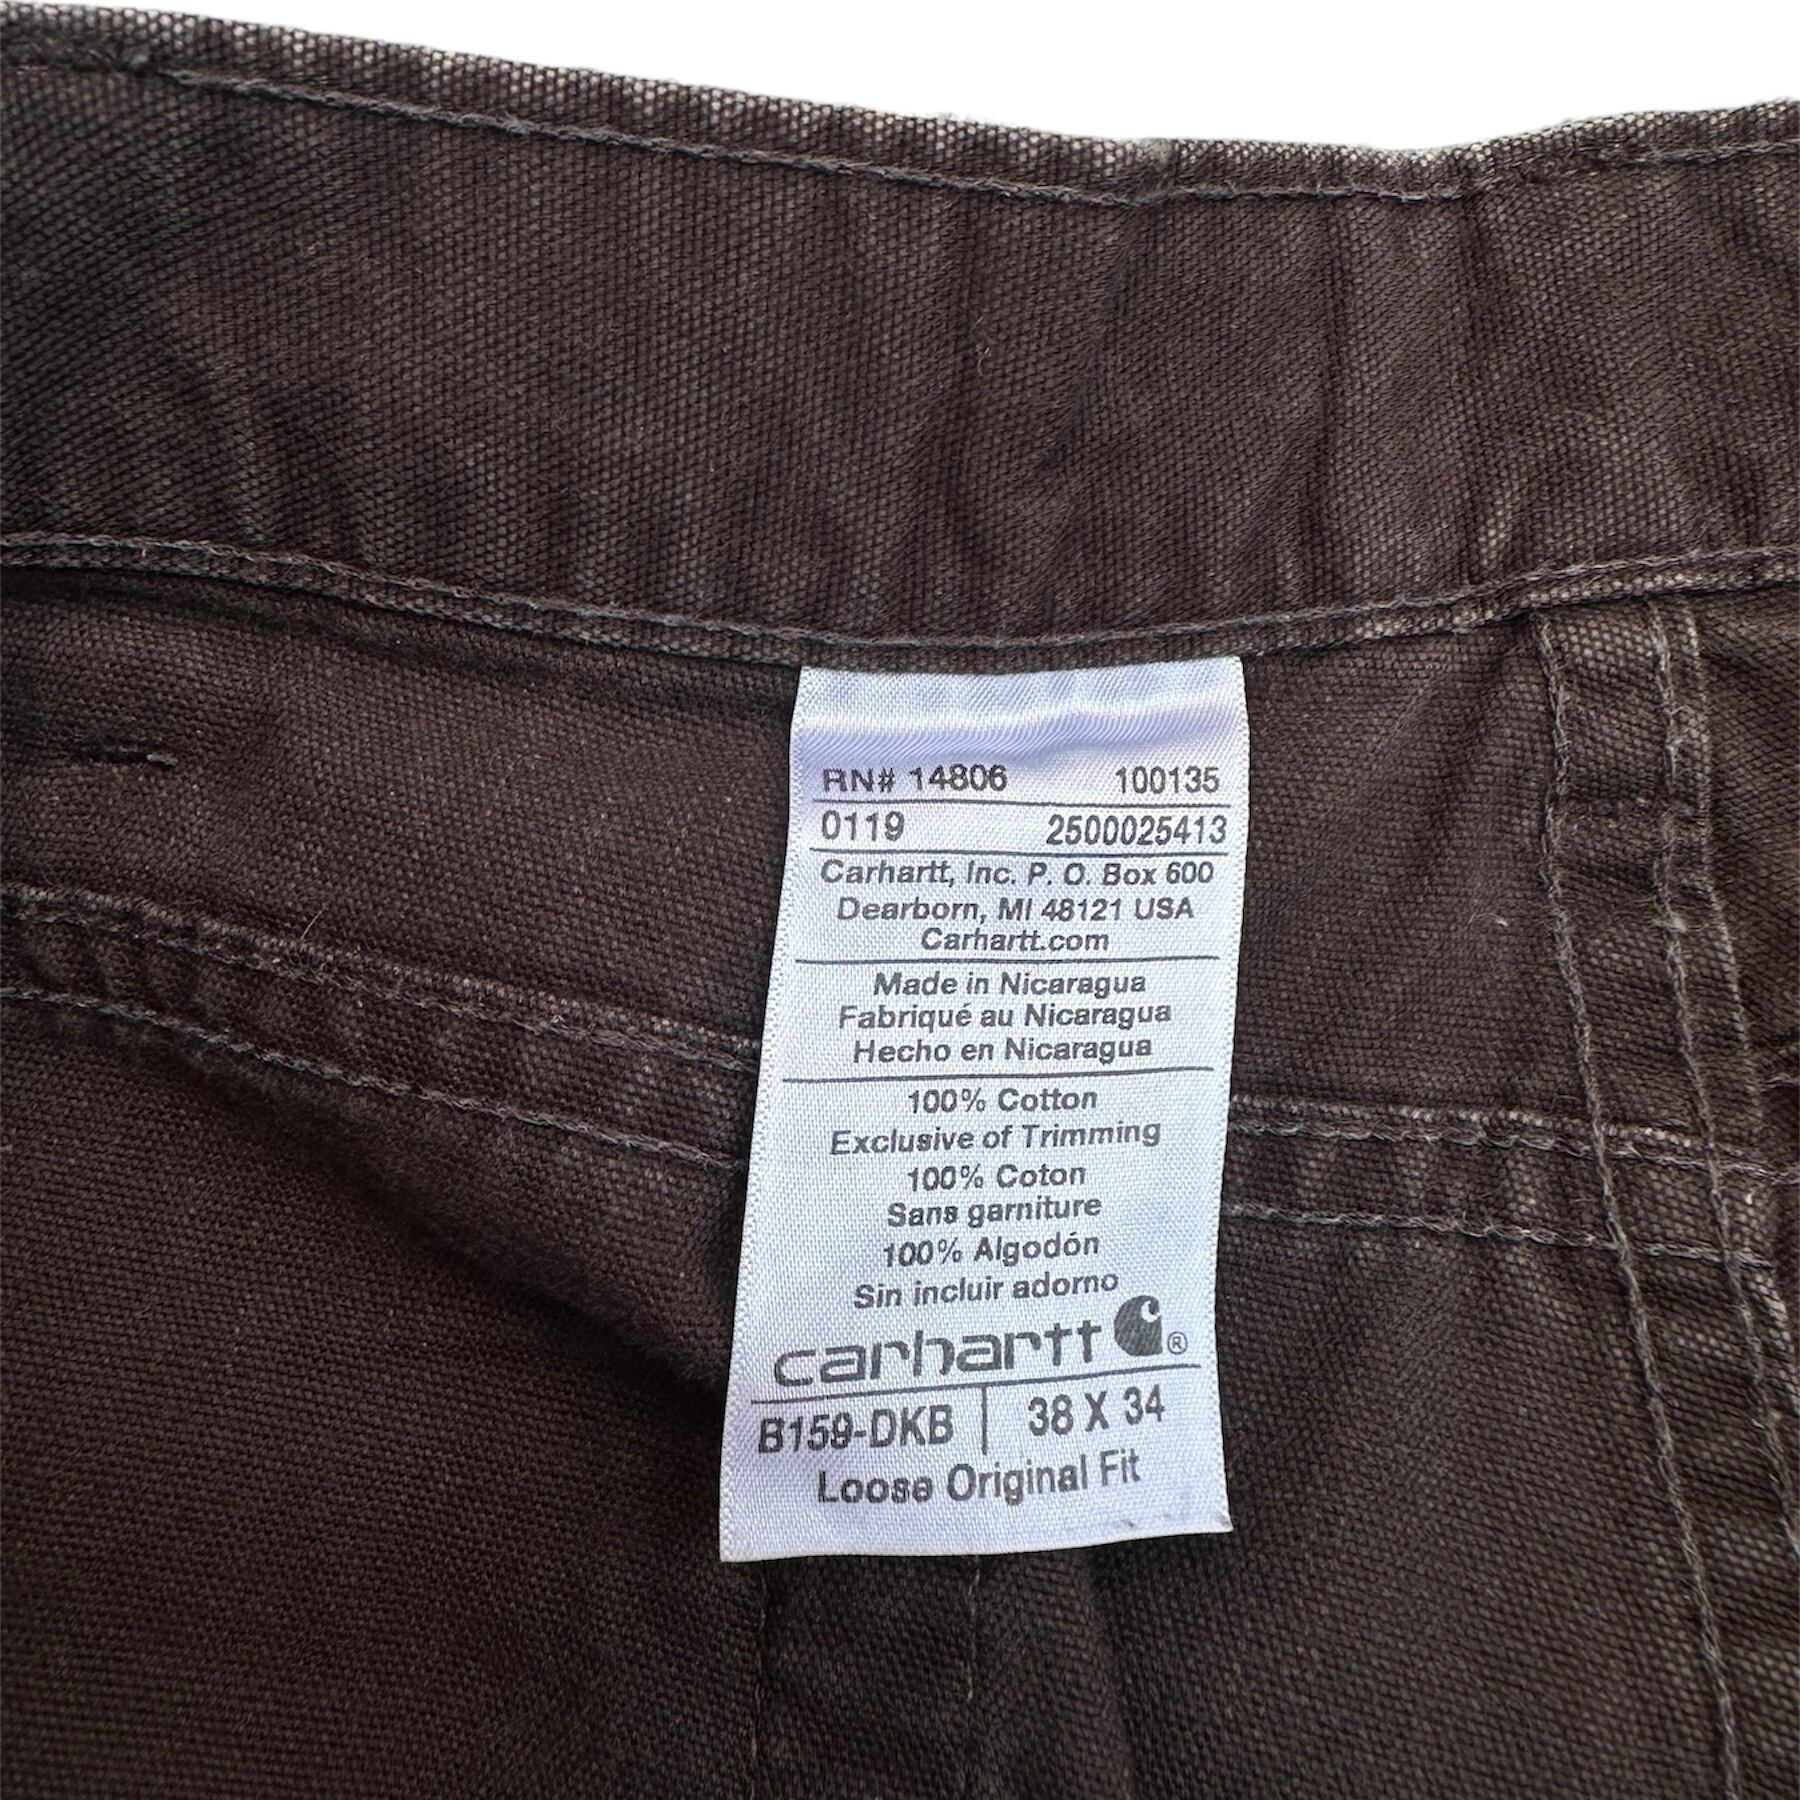 RN# 14806 100135
0119 2500025413
Carhartt, Inc. P. O. Box 600
Dearborn, MI 48121 USA
Carhartt.com
Made in Nicaragua
Fabriqué au Nicaragua
Hecho en Nicaragua
100% Cotton
Exclusive of Trimming
100% Coton
Sans garniture
100% Algodón
Sin incluir adorno
carhartt ®
B159-DKB 38 X 34
Loose Original Fit